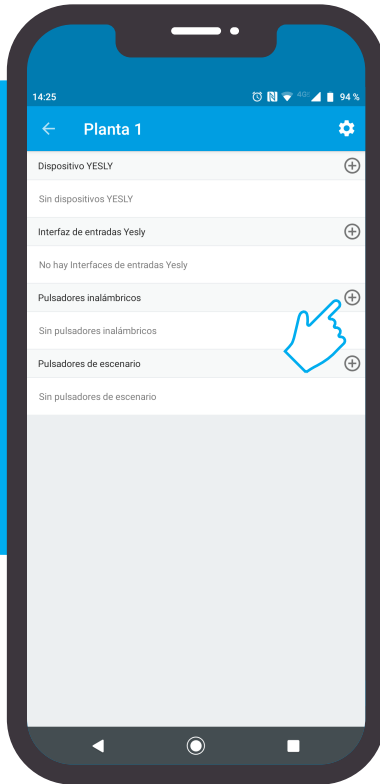 14:25 4G 94 %
Planta 1
Dispositivo YESLY
Sin dispositivos YESLY
Interfaz de entradas Yesly
No hay Interfaces de entradas Yesly
Pulsadores inalámbricos
Sin pulsadores inalámbricos
Pulsadores de escenario
Sin pulsadores de escenario